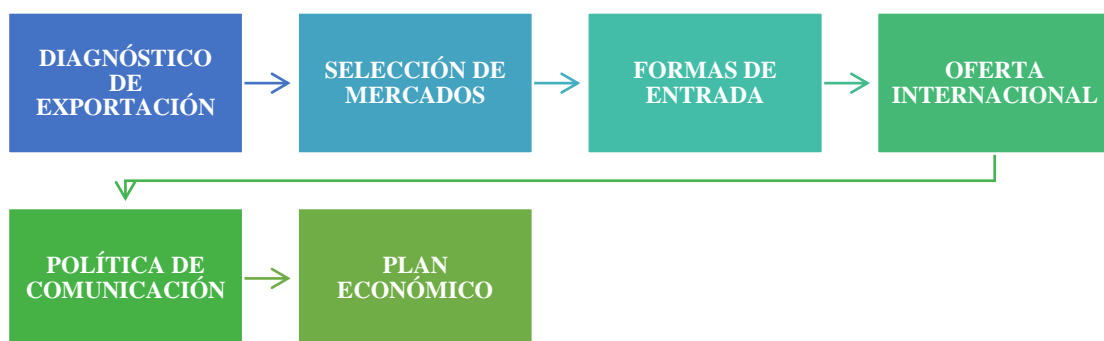 DIAGNÓSTICO
DE
EXPORTACIÓN
SELECCIÓN DE
MERCADOS
FORMAS DE
ENTRADA
OFERTA
INTERNACIONAL
POLÍTICA DE
COMUNICACIÓN
PLAN
ECONÓMICO